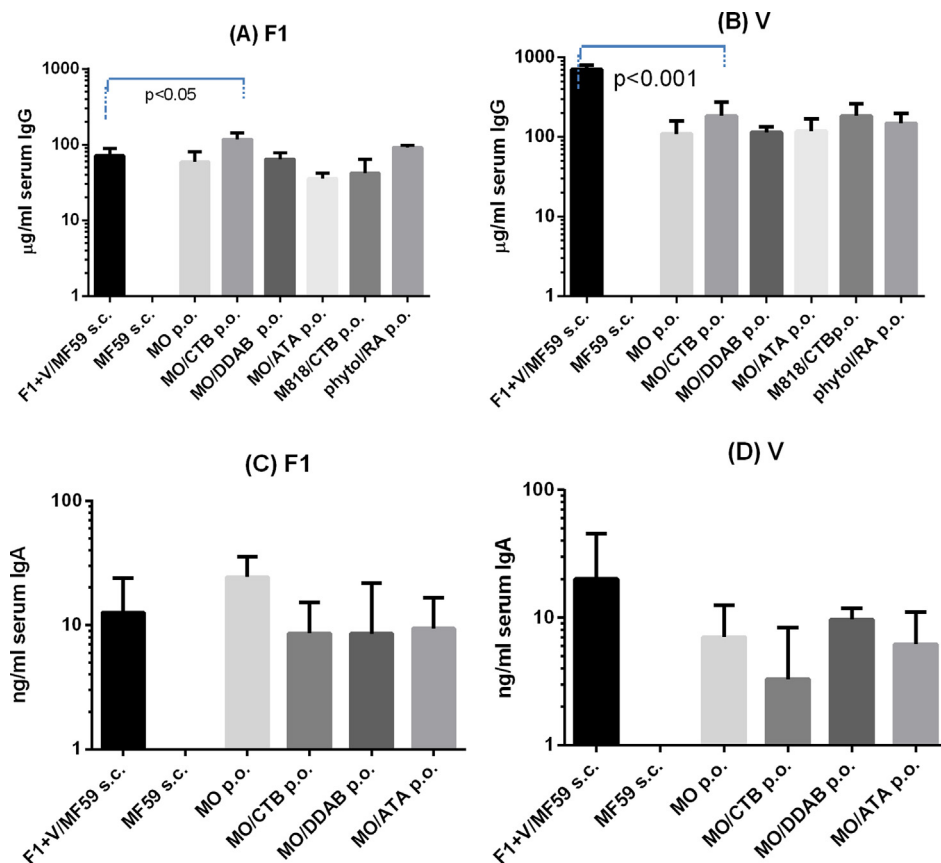 (A) F1
p<0.05
μg/ml serum IgG
1000
100
10
1
F1+V/MF59 s.c.
MF59 s.c.
MO p.o.
MO/CTB p.o.
MO/DDAB p.o.
MO/ATA p.o.
M818/CTB p.o.
phytol/RA p.o.
(B) V
p<0.001
μg/ml serum IgG
1000
100
10
1
F1+V/MF59 s.c.
MF59 s.c.
MO p.o.
MO/CTB p.o.
MO/DDAB p.o.
MO/ATA p.o.
M818/CTBp.o.
phytol/RA p.o.
(C) F1
ng/ml serum IgA
100
10
1
F1+V/MF59 s.c.
MF59 s.c.
MO p.o.
MO/CTB p.o.
MO/DDAB p.o.
MO/ATA p.o.
(D) V
ng/ml serum IgA
100
10
1
F1+V/MF59 s.c.
MF59 s.c.
MO p.o.
MO/CTB p.o.
MO/DDAB p.o.
MO/ATA p.o.